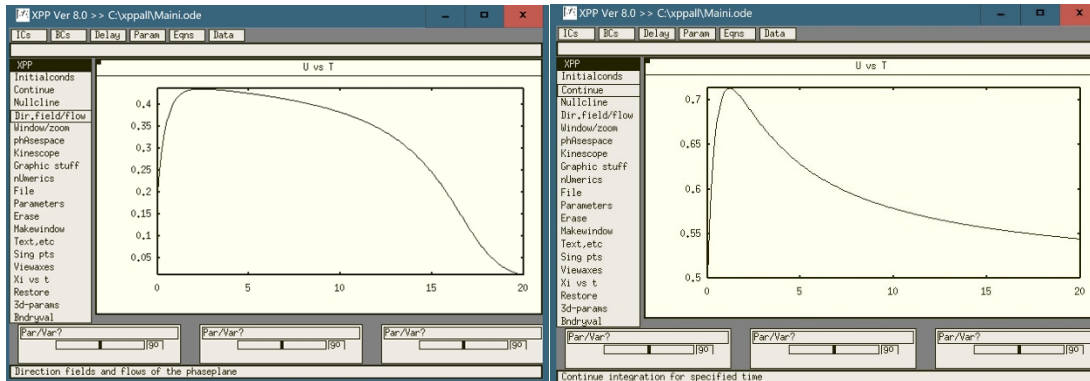 XPP Ver 8.0 >> C:\xppall\Maini.ode
ICs BCs Delay Param Eqns Data
XPP
Initialconds
Continue
Nullcline
Dir.field/flow
Window/zoom
phAsespace
Kinescope
Graphic stuff
nUmerics
File
Parameters
Erase
Makewindow
Text,etc
Sing pts
Viewaxes
Xi vs t
Restore
3d-params
Bndryval
U vs T
0.4
0.35
0.3
0.25
0.2
0.15
0.1
0.05
0 5 10 15 20
Par/Var? Par/Var? Par/Var?
go go go
Direction fields and flows of the phaseplane
XPP Ver 8.0 >> C:\xppall\Maini.ode
ICs BCs Delay Param Eqns Data
XPP
Initialconds
Continue
Nullcline
Dir.field/flow
Window/zoom
phAsespace
Kinescope
Graphic stuff
nUmerics
File
Parameters
Erase
Makewindow
Text,etc
Sing pts
Viewaxes
Xi vs t
Restore
3d-params
Bndryval
U vs T
0.7
0.65
0.6
0.55
0.5
0 5 10 15 20
Par/Var? Par/Var? Par/Var?
go go go
Continue integration for specified time